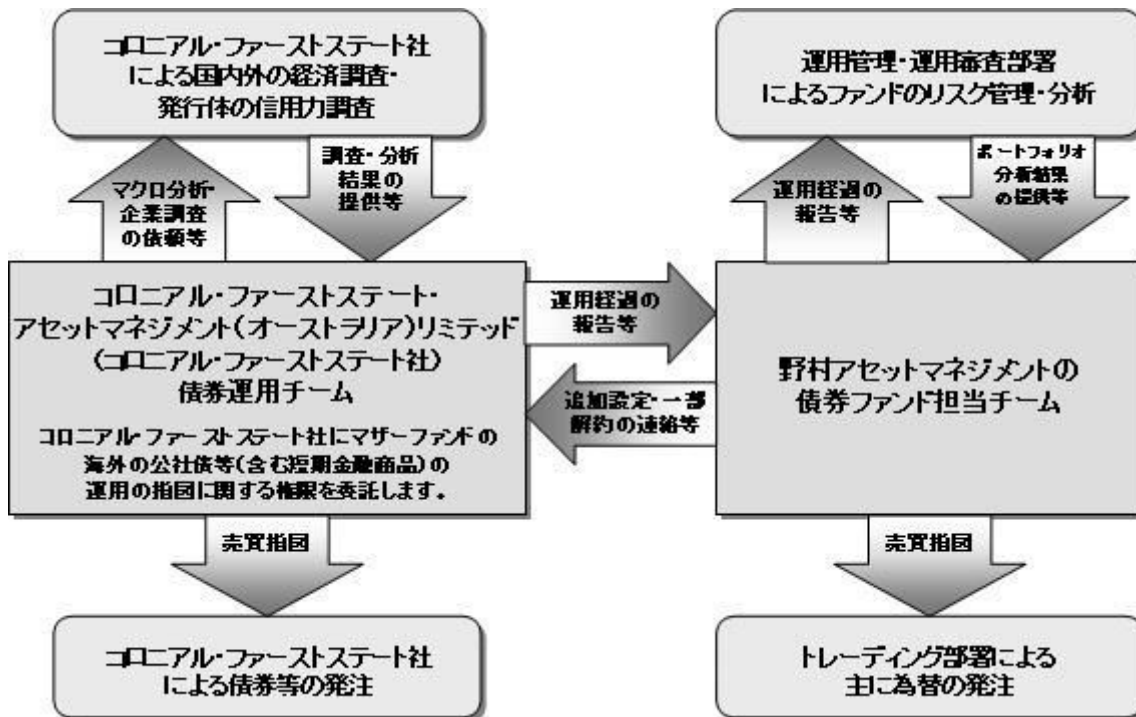 コロニアル・ファーストステート社
による国内外の経済調査・
発行体の信用力調査
運用管理・運用審査部署
によるファンドのリスク管理・分析
マクロ分析・
企業調査
の依頼等
調査・分析
結果の
提供等
運用経過の
報告等
ポートフォリオ
分析結果
の提供等
コロニアル・ファーストステート・
アセットマネジメント(オーストラリア)リミテッド
(コロニアル・ファーストステート社)
債券運用チーム
コロニアル・ファーストステート社にマザーファンドの
海外の公社債等(含む短期金融商品)の
運用の指図に関する権限を委託します。
運用経過の
報告等
追加設定・一部
解約の連絡等
野村アセットマネジメントの
債券ファンド担当チーム
売買指図
売買指図
コロニアル・ファーストステート社
による債券等の発注
トレーディング部署による
主に為替の発注